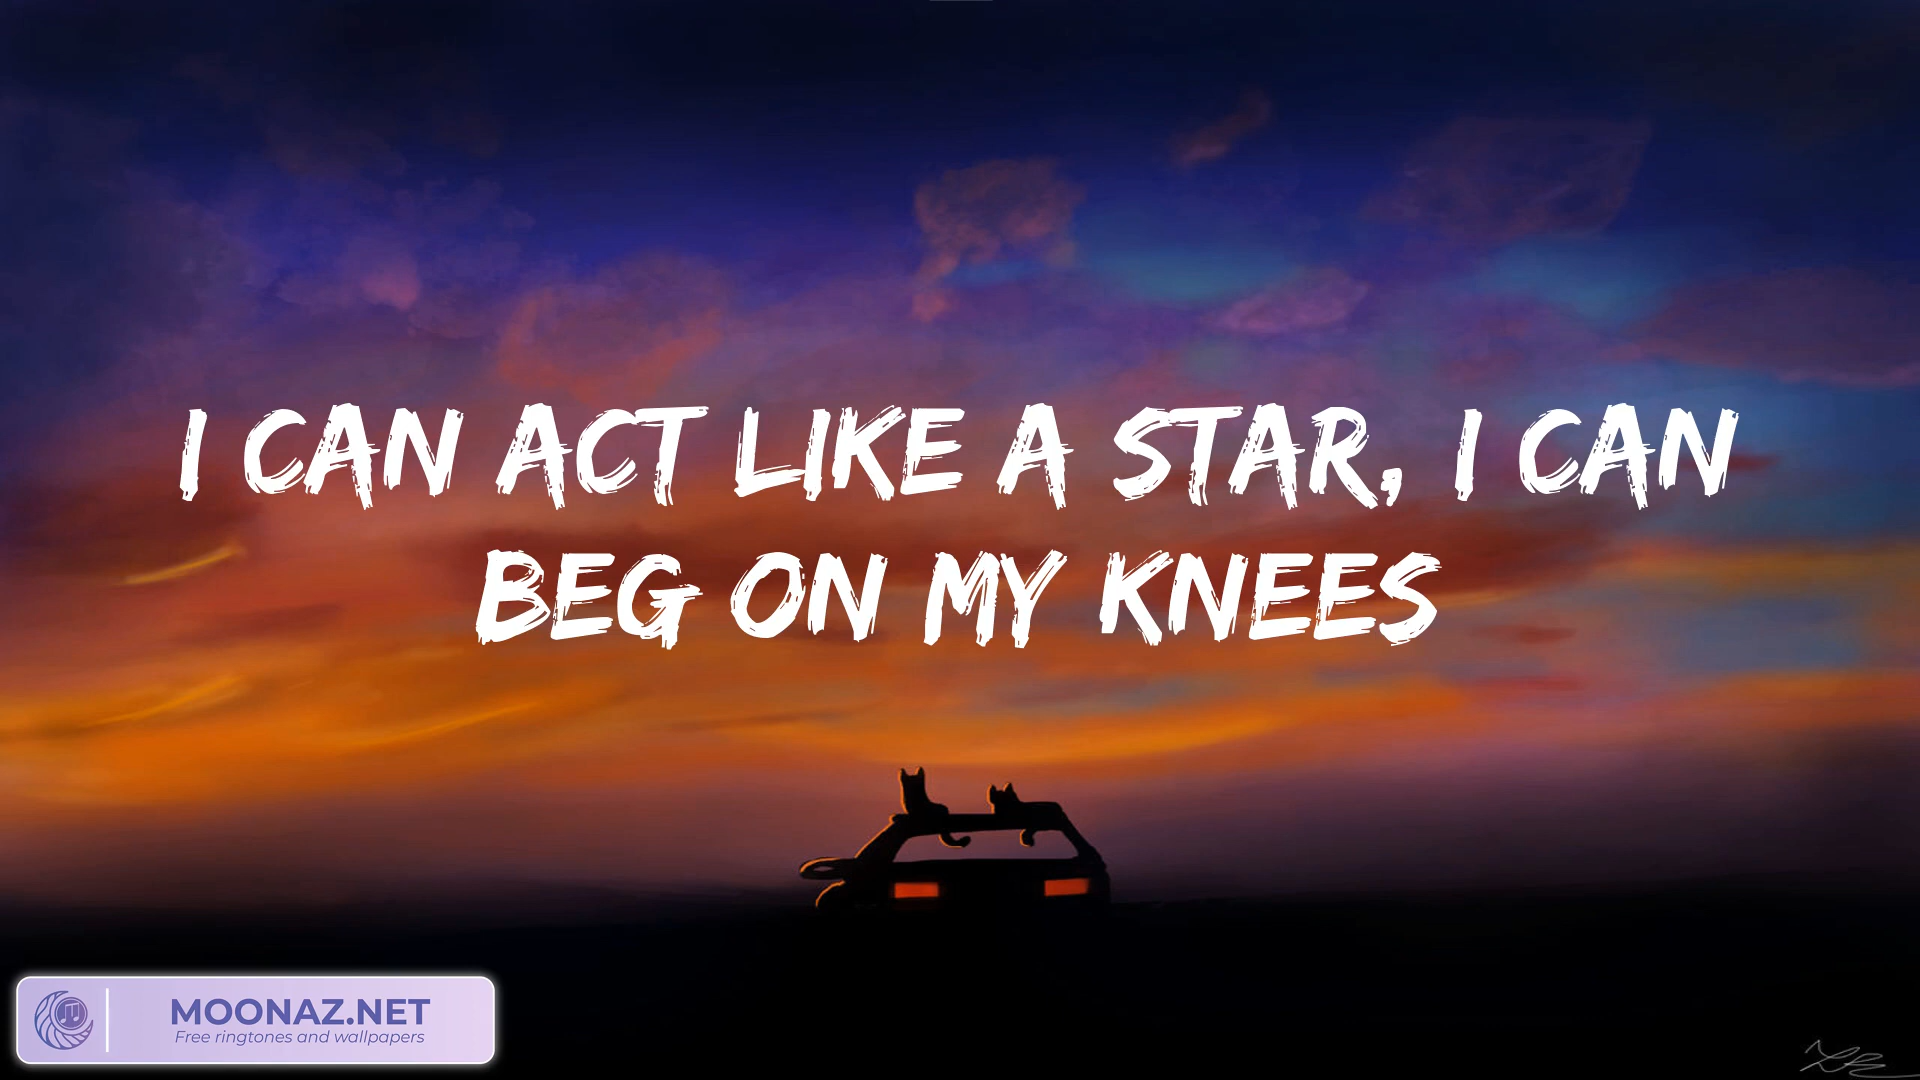 I CAN ACT LIKE A STAR, I CAN
BEG ON MY KNEES
MOONAZ.NET
Free ringtones and wallpapers